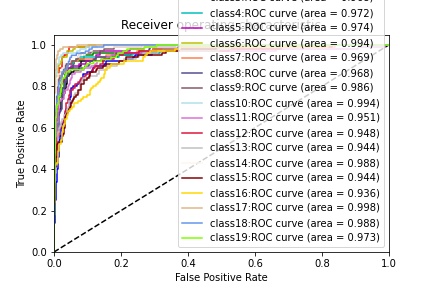 Receiver
class4:ROC curve (area = 0.972)
class5:ROC curve (area = 0.974)
class6:ROC curve (area = 0.994)
class7:ROC curve (area = 0.969)
class8:ROC curve (area = 0.968)
class9:ROC curve (area = 0.986)
class10:ROC curve (area = 0.994)
class11:ROC curve (area = 0.951)
class12:ROC curve (area = 0.948)
class13:ROC curve (area = 0.944)
class14:ROC curve (area = 0.988)
class15:ROC curve (area = 0.944)
class16:ROC curve (area = 0.936)
class17:ROC curve (area = 0.998)
class18:ROC curve (area = 0.988)
class19:ROC curve (area = 0.973)
True Positive Rate
1.0
0.8
0.6
0.4
0.2
0.0
0.0 0.2 0.4 0.6 0.8 1.0
False Positive Rate